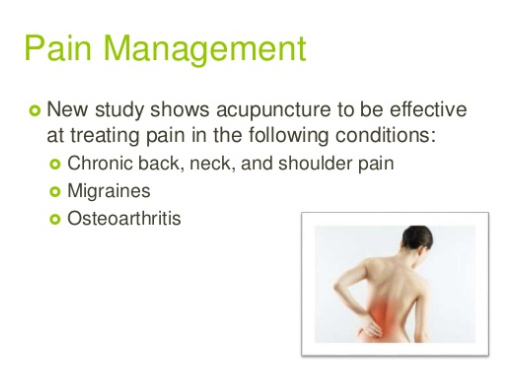 Pain Management
New study shows acupuncture to be effective
at treating pain in the following conditions:
Chronic back, neck, and shoulder pain
Migraines
Osteoarthritis